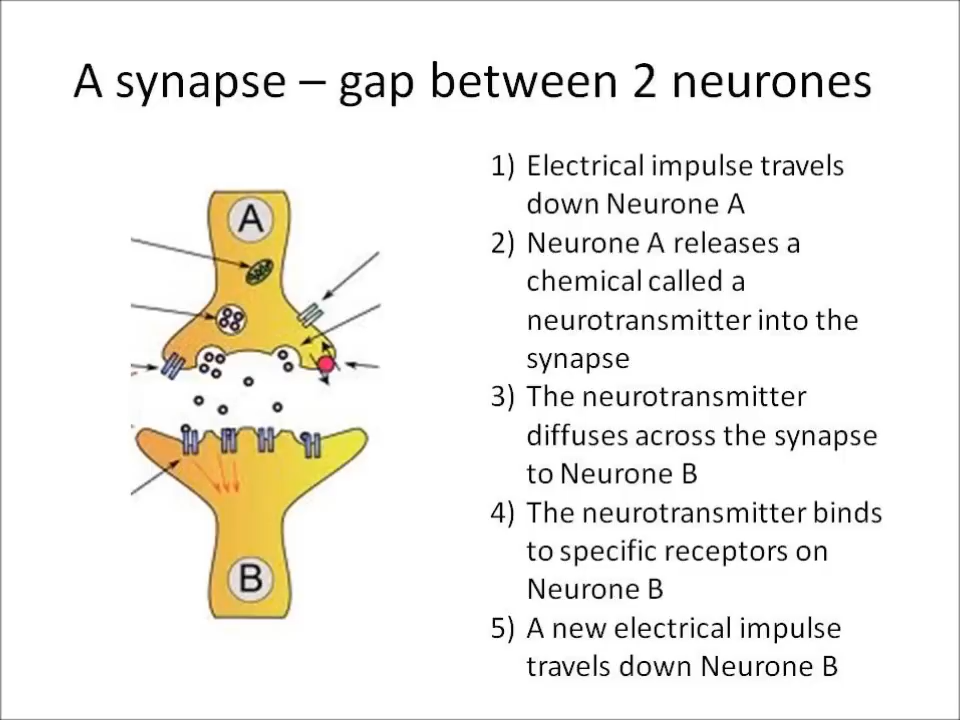 A synapse – gap between 2 neurones
A
B
1) Electrical impulse travels
down Neurone A
2) Neurone A releases a
chemical called a
neurotransmitter into the
synapse
3) The neurotransmitter
diffuses across the synapse
to Neurone B
4) The neurotransmitter binds
to specific receptors on
Neurone B
5) A new electrical impulse
travels down Neurone B